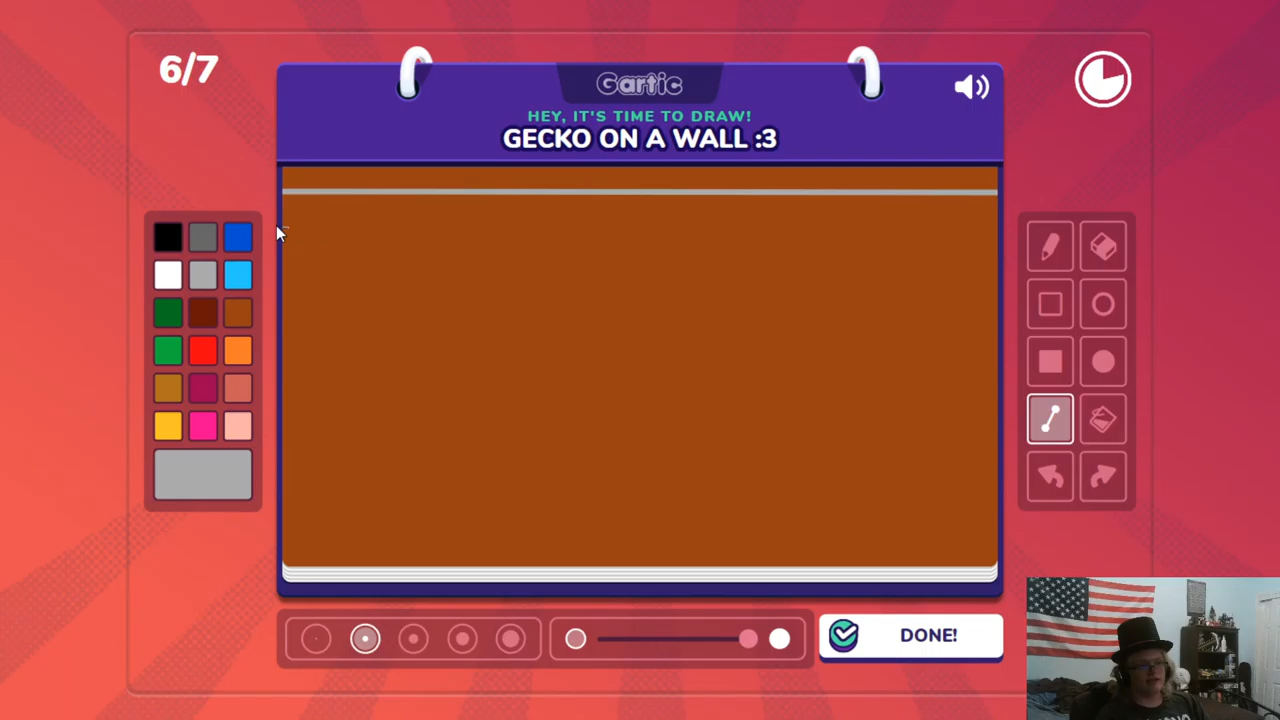 6/7
Gartic
HEY, IT'S TIME TO DRAW!
GECKO ON A WALL :3
DONE!